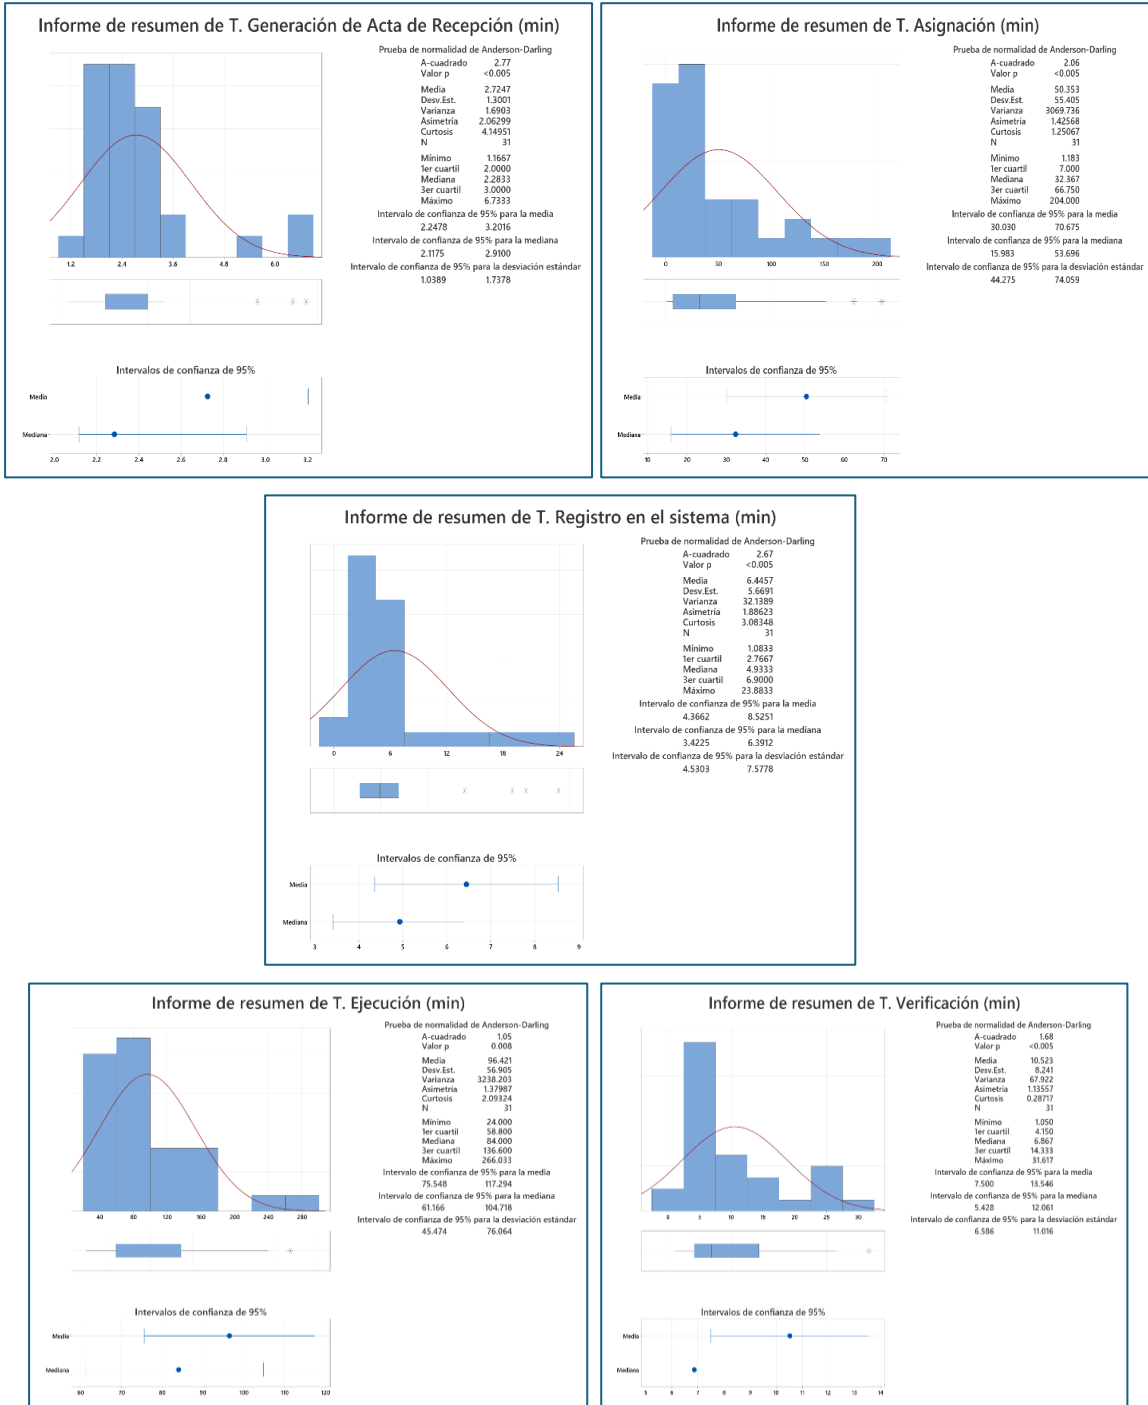 Informe de resumen de T. Generación de Acta de Recepción (min)
Prueba de normalidad de Anderson-Darling
A-cuadrado 2.77
Valor p <0.005
Media 2.7247
Desv.Est. 1.3001
Varianza 1.6903
Asimetría 2.06299
Curtosis 4.14951
N 31
Mínimo 1.1667
1er cuartil 2.0000
Mediana 2.2833
3er cuartil 3.0000
Máximo 6.7333
Intervalo de confianza de 95% para la media
2.2478 3.2016
Intervalo de confianza de 95% para la mediana
2.1175 2.9100
Intervalo de confianza de 95% para la desviación estándar
1.0389 1.7378
1.2 2.4 3.6 4.8 6.0
Intervalos de confianza de 95%
Media
Mediana
2.0 2.2 2.4 2.6 2.8 3.0 3.2
Informe de resumen de T. Asignación (min)
Prueba de normalidad de Anderson-Darling
A-cuadrado 2.06
Valor p <0.005
Media 50.353
Desv.Est. 55.405
Varianza 3069.736
Asimetría 1.42568
Curtosis 1.25067
N 31
Mínimo 1.183
1er cuartil 7.000
Mediana 32.367
3er cuartil 66.750
Máximo 204.000
Intervalo de confianza de 95% para la media
30.030 70.675
Intervalo de confianza de 95% para la mediana
15.983 53.696
Intervalo de confianza de 95% para la desviación estándar
44.275 74.059
0 50 100 150 200
Intervalos de confianza de 95%
Media
Mediana
10 20 30 40 50 60 70
Informe de resumen de T. Registro en el sistema (min)
Prueba de normalidad de Anderson-Darling
A-cuadrado 2.67
Valor p <0.005
Media 6.4457
Desv.Est. 5.6691
Varianza 32.1389
Asimetría 1.88623
Curtosis 3.08348
N 31
Mínimo 1.0833
1er cuartil 2.7667
Mediana 4.9333
3er cuartil 6.9000
Máximo 23.8833
Intervalo de confianza de 95% para la media
4.3662 8.5251
Intervalo de confianza de 95% para la mediana
3.4225 6.3912
Intervalo de confianza de 95% para la desviación estándar
4.5303 7.5778
0 6 12 18 24
Intervalos de confianza de 95%
Media
Mediana
3 4 5 6 7 8 9
Informe de resumen de T. Ejecución (min)
Prueba de normalidad de Anderson-Darling
A-cuadrado 1.05
Valor p 0.008
Media 96.421
Desv.Est. 56.905
Varianza 3238.203
Asimetría 1.37987
Curtosis 2.09324
N 31
Mínimo 24.000
1er cuartil 58.800
Mediana 84.000
3er cuartil 136.600
Máximo 266.033
Intervalo de confianza de 95% para la media
75.548 117.294
Intervalo de confianza de 95% para la mediana
61.166 104.718
Intervalo de confianza de 95% para la desviación estándar
45.474 76.064
40 80 120 160 200 240 280
Intervalos de confianza de 95%
Media
Mediana
60 70 80 90 100 110 120
Informe de resumen de T. Verificación (min)
Prueba de normalidad de Anderson-Darling
A-cuadrado 1.68
Valor p <0.005
Media 10.523
Desv.Est. 8.241
Varianza 67.922
Asimetría 1.13557
Curtosis 0.28717
N 31
Mínimo 1.050
1er cuartil 4.150
Mediana 6.867
3er cuartil 14.333
Máximo 31.617
Intervalo de confianza de 95% para la media
7.500 13.546
Intervalo de confianza de 95% para la mediana
5.428 12.061
Intervalo de confianza de 95% para la desviación estándar
6.586 11.016
0 5 10 15 20 25 30
Intervalos de confianza de 95%
Media
Mediana
5 6 7 8 9 10 11 12 13 14